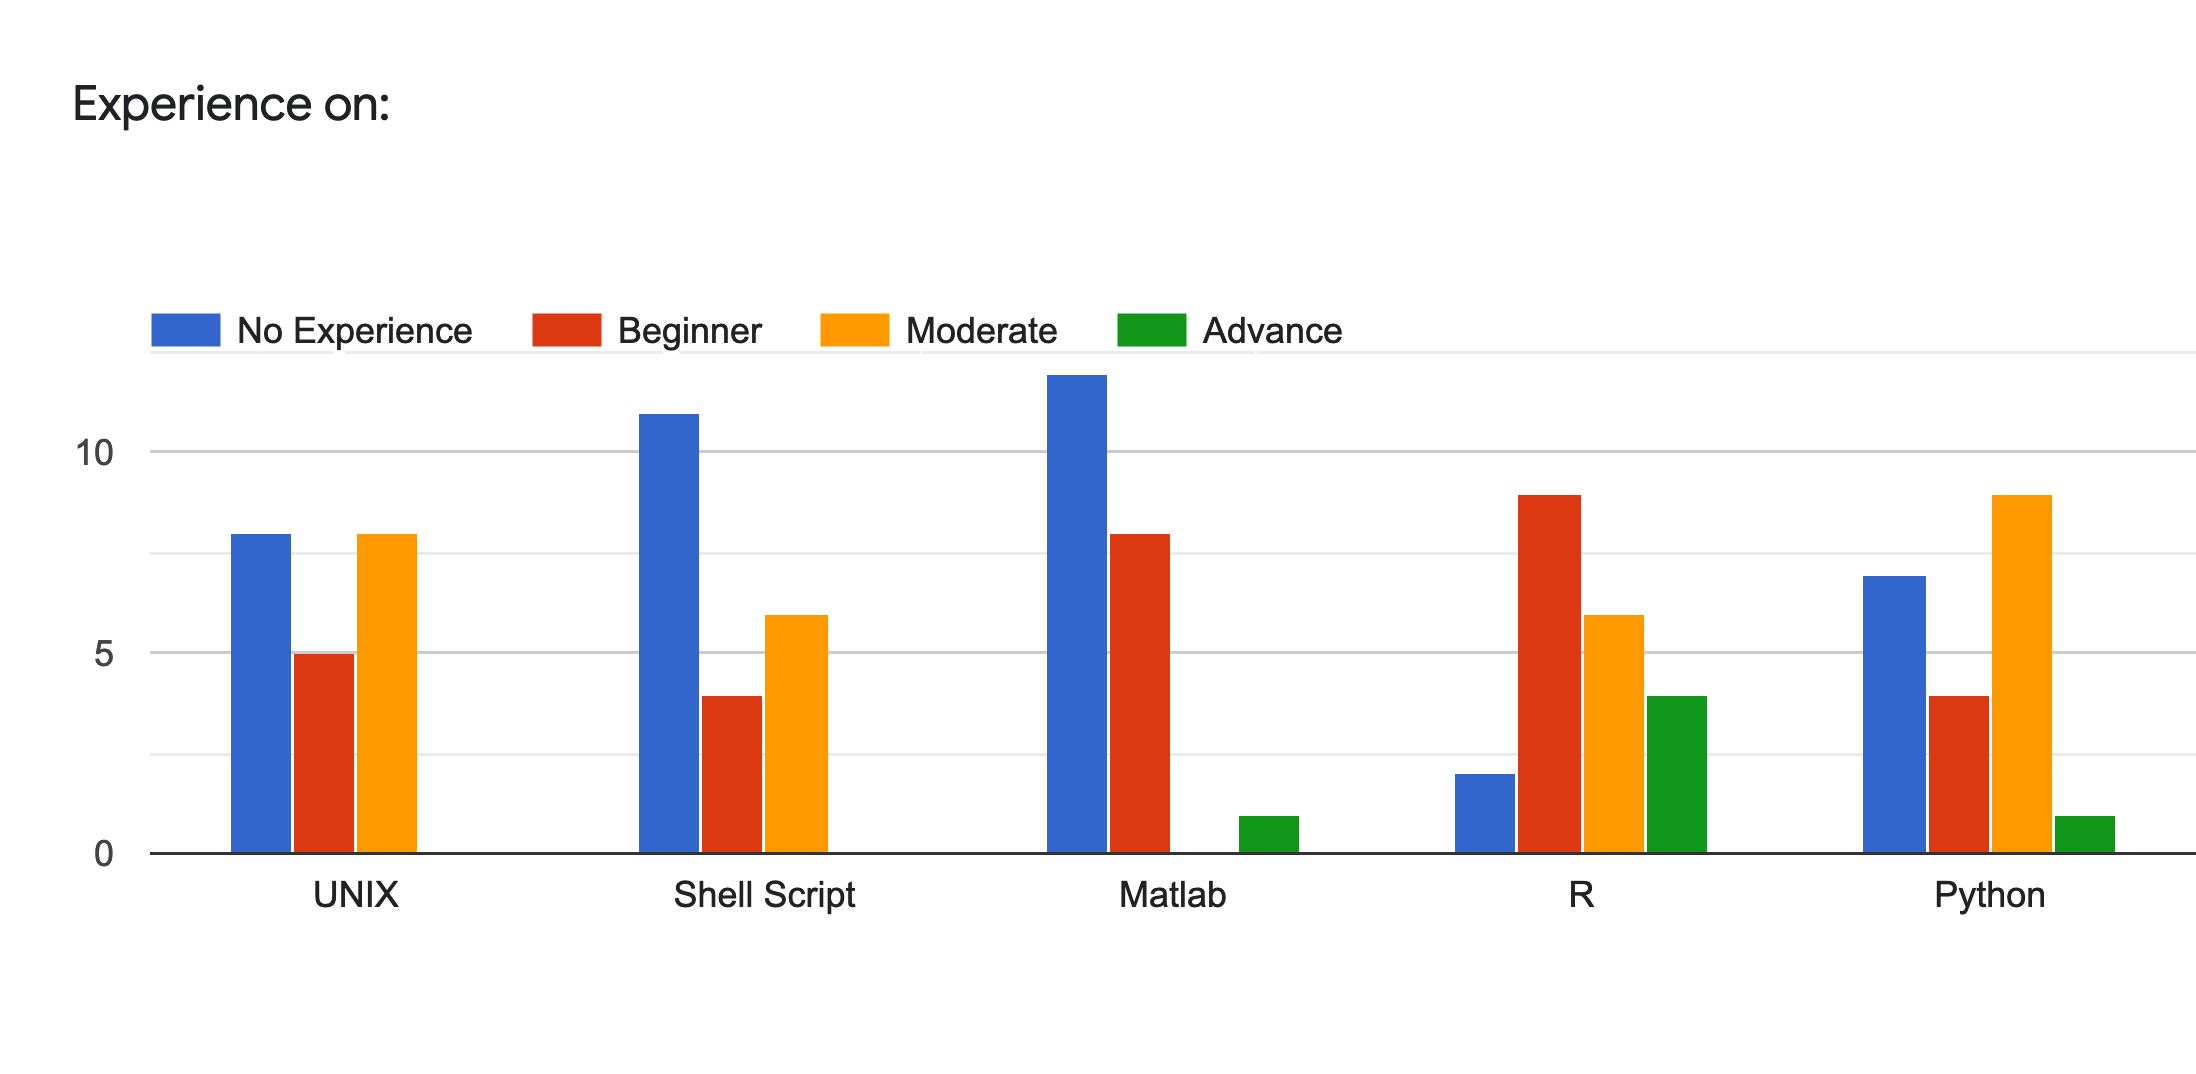 Experience on:
No Experience Beginner Moderate Advance
10
5
0
UNIX Shell Script Matlab R Python